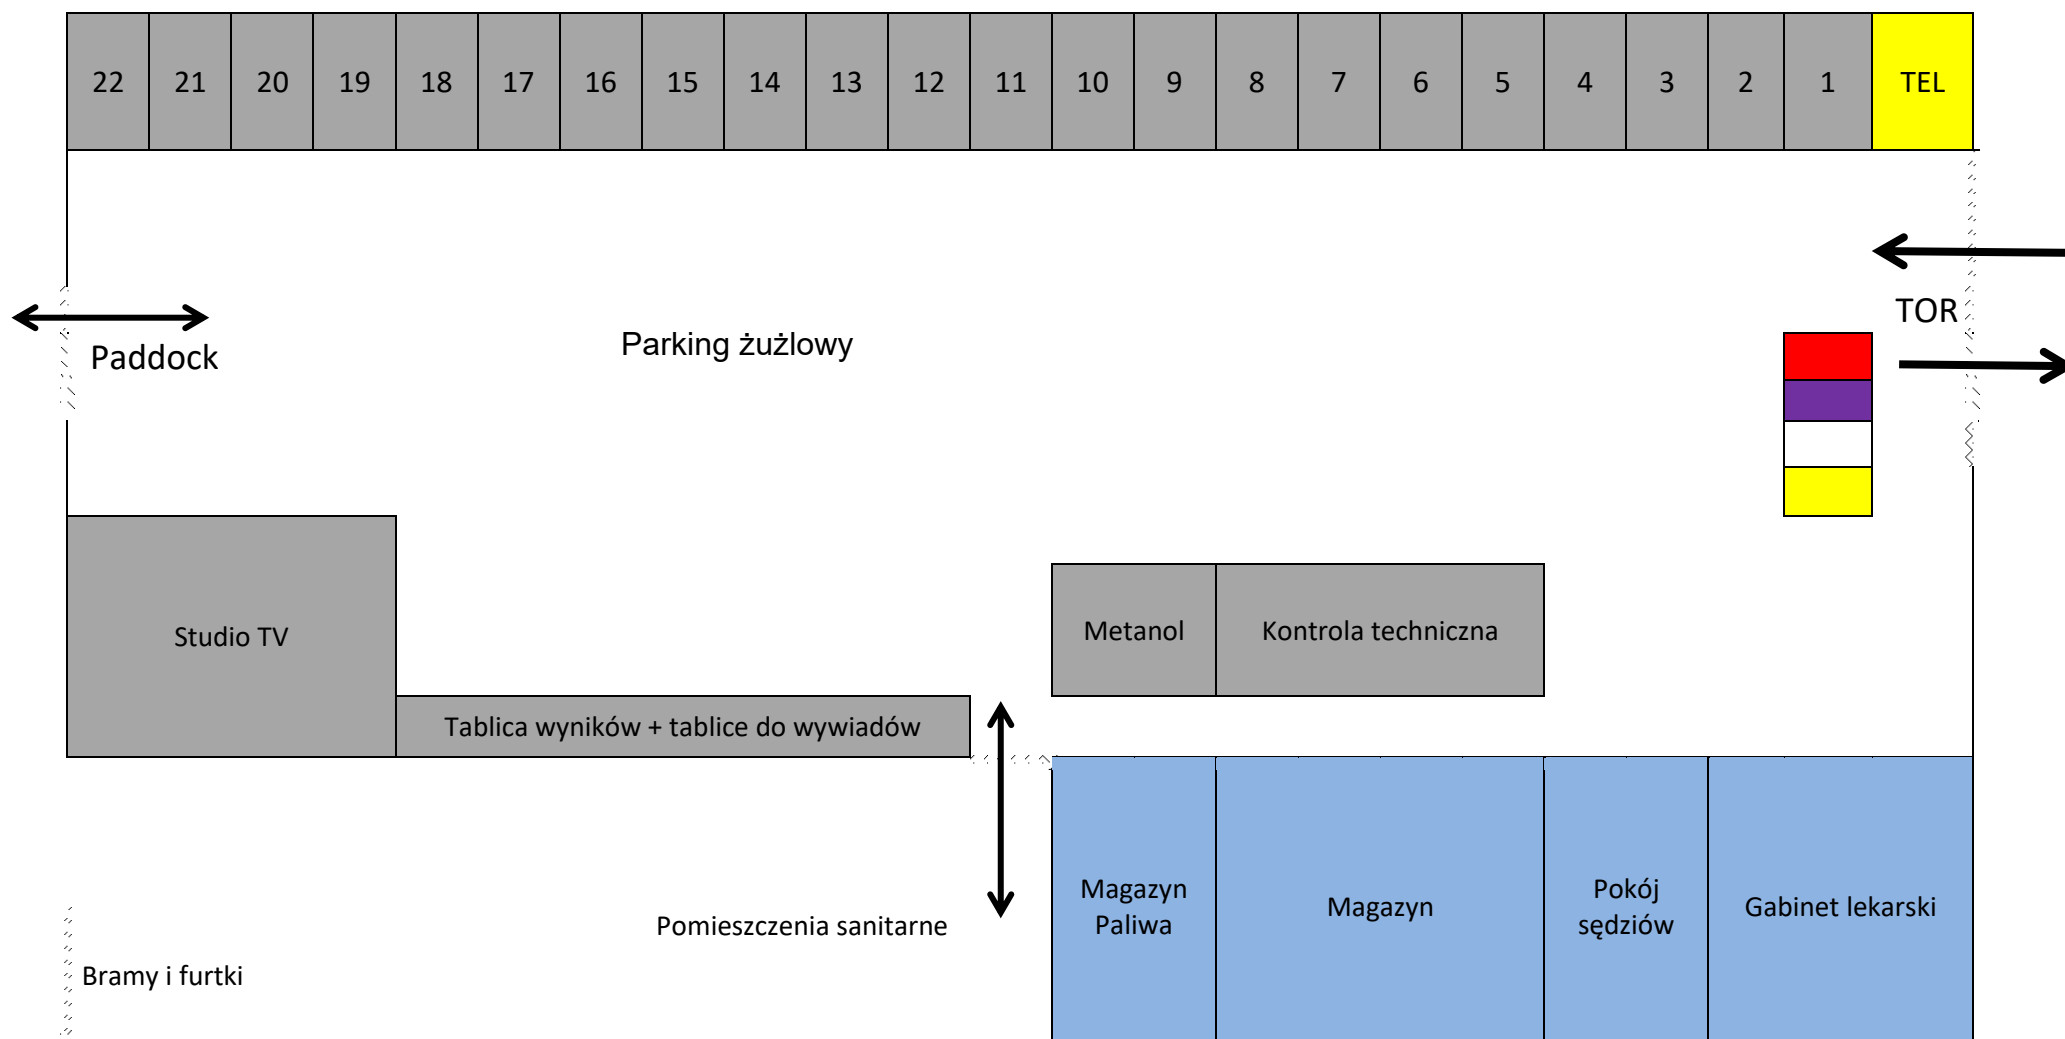 22 21 20 19 18 17 16 15 14 13 12 11 10 9 8 7 6 5 4 3 2 1 TEL
TOR
Parking żużlowy
Paddock
Studio TV
Metanol
Kontrola techniczna
Tablica wyników + tablice do wywiadów
Pomieszczenia sanitarne
Magazyn
Paliwa
Magazyn
Pokój
sędziów
Gabinet lekarski
Bramy i furtki